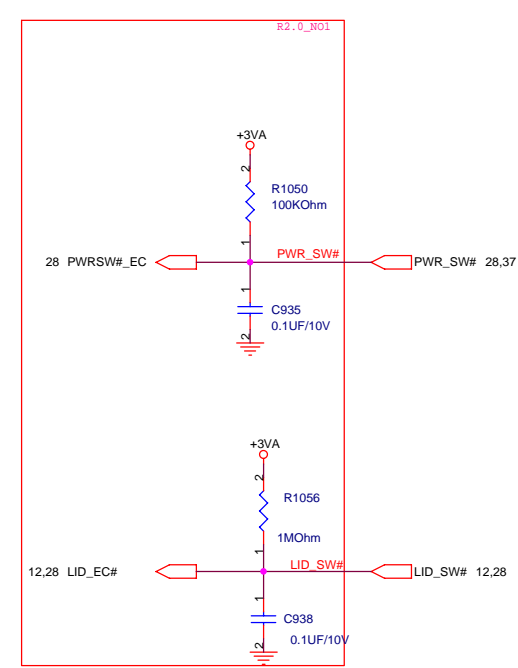 R2.0_NO1
+3VA
2
R1050
100KOhm
1
28 PWRSW#_EC
PWR_SW#
PWR_SW# 28,37
1
C935
0.1UF/10V
2
+3VA
2
R1056
1MOhm
1
12,28 LID_EC#
LID_SW#
LID_SW# 12,28
1
C938
0.1UF/10V
2